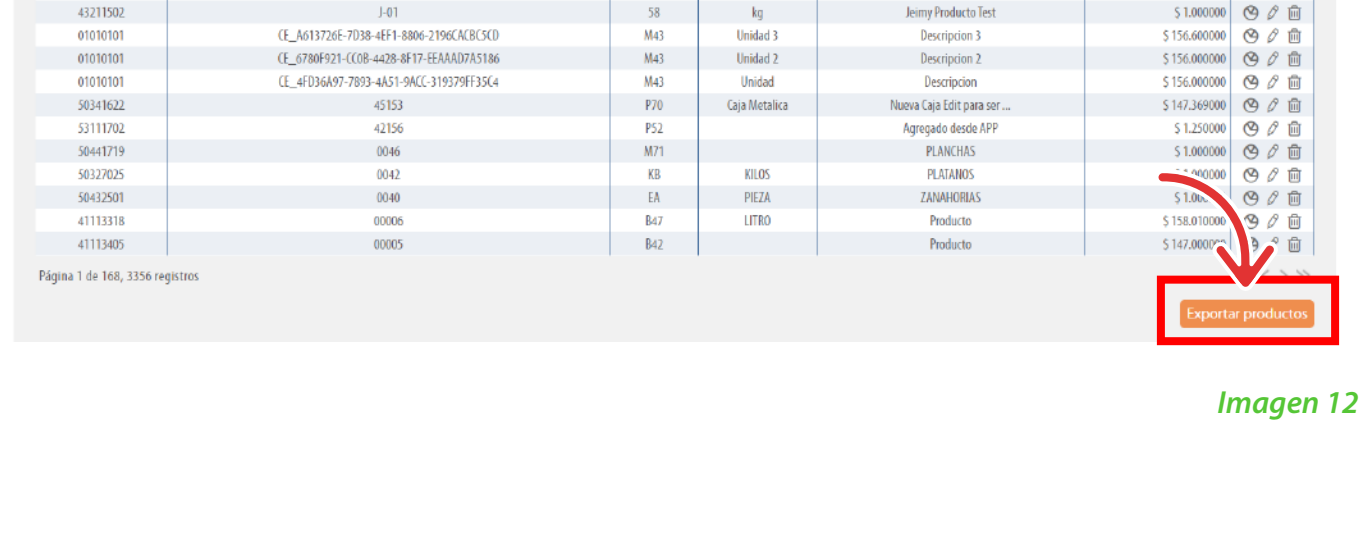 43211502 J-01 58 kg Jeimy Producto Test $ 1.000000
01010101 CE_A613726E-7D38-4EF1-8806-2196CACBC5CD M43 Unidad 3 Descripcion 3 $ 156.600000
01010101 CE_6780F921-CC0B-4428-8F17-EEAAAD7A5186 M43 Unidad 2 Descripcion 2 $ 156.000000
01010101 CE_4FD36A97-7893-4A51-9ACC-319379FF35C4 M43 Unidad Descripcion $ 156.000000
50341622 45153 P70 Caja Metalica Nueva Caja Edit para ser ... $ 147.369000
53111702 42156 P52 Agregado desde APP $ 1.250000
50441719 0046 M71 PLANCHAS $ 1.000000
50327025 0042 KB KILOS PLATANOS
50432501 0040 EA PIEZA ZANAHORIAS
41113318 00006 B47 LITRO Producto $ 158.010000
41113405 00005 B42 Producto
Página 1 de 168, 3356 registros
Exportar productos
Imagen 12